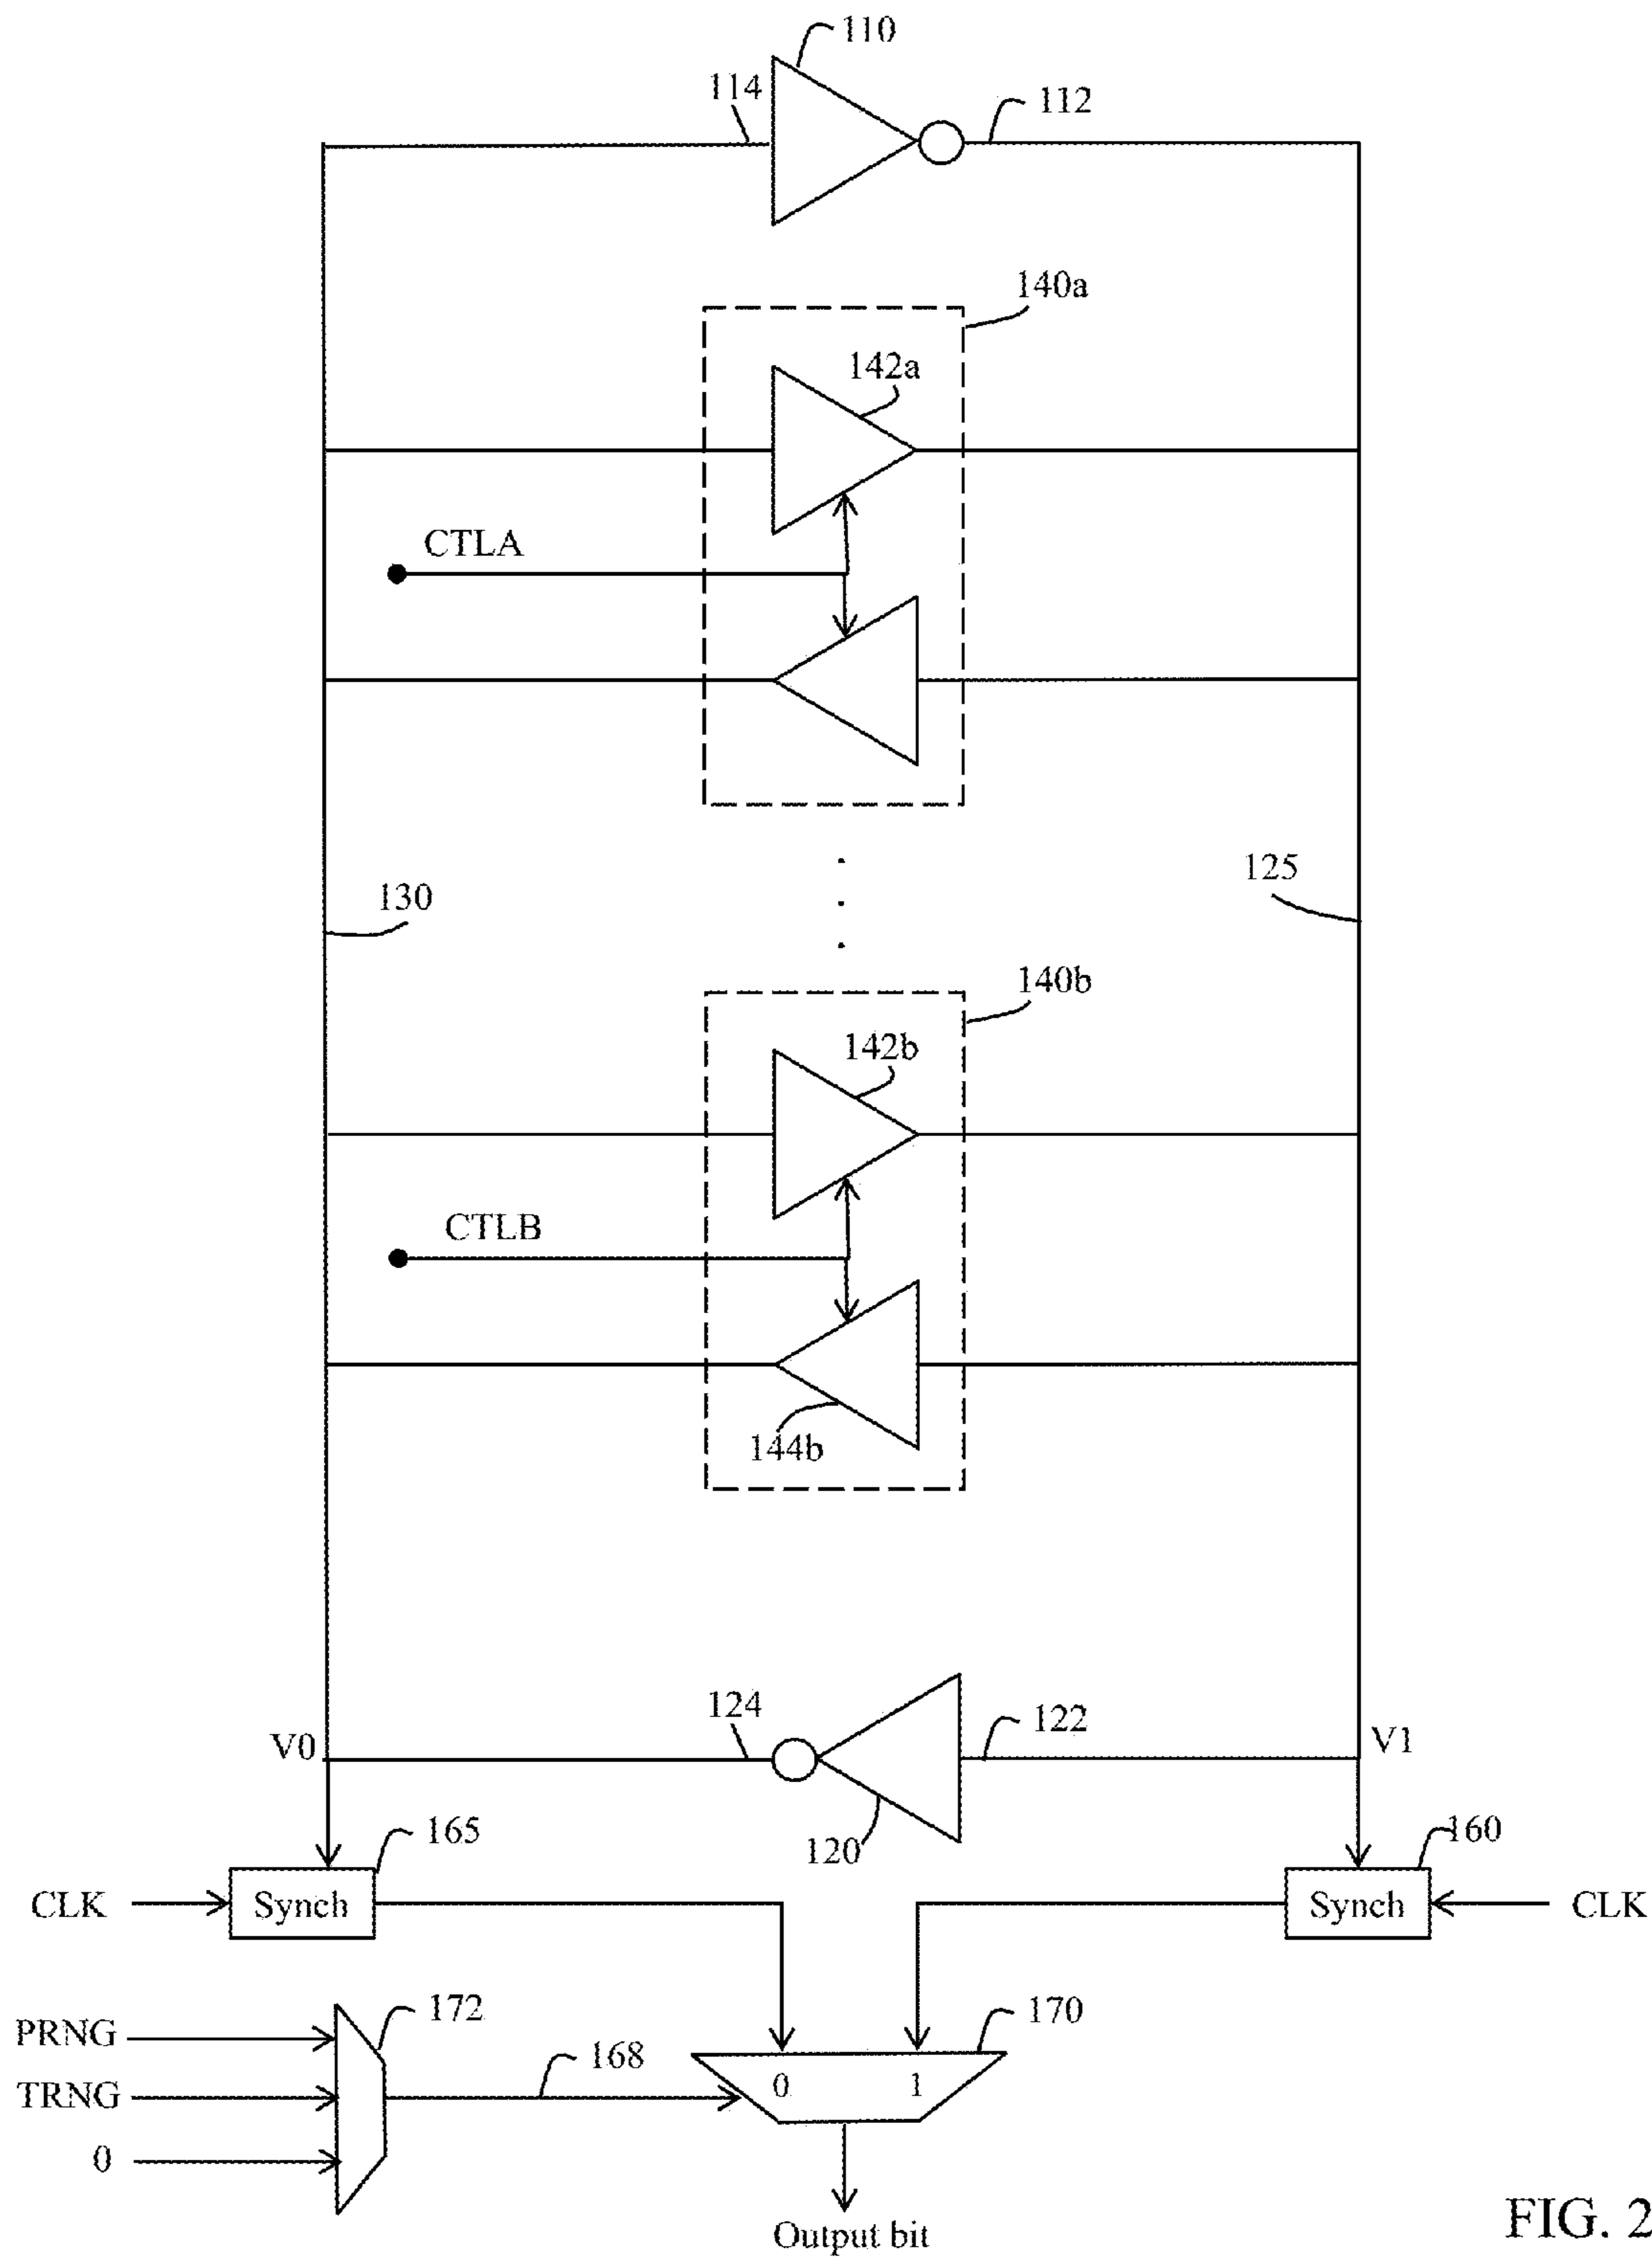 110
114
112
140a
142a
CTLA
130
125
140b
142b
CTLB
144b
124
122
V0
V1
120
165
160
CLK
Synch
Synch
CLK
PRNG
172
168
170
TRNG
0
1
0
Output bit
FIG. 2